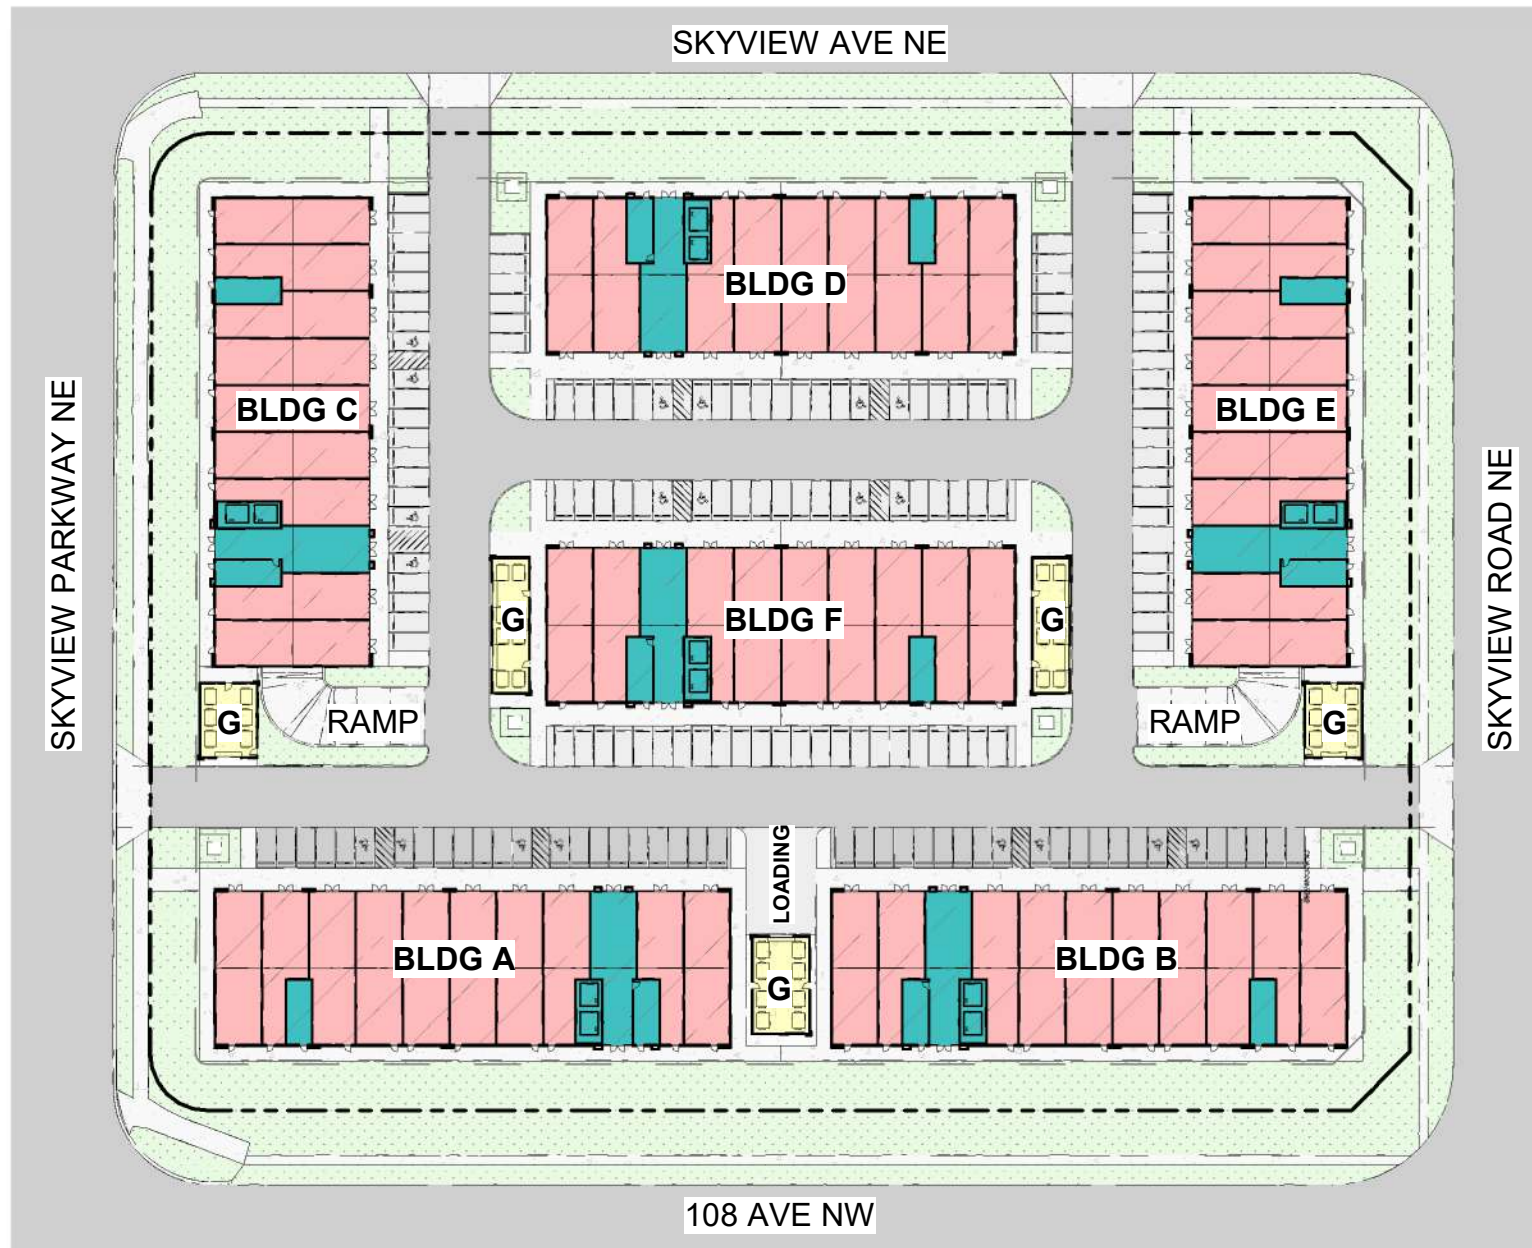 SKYVIEW AVE NE
BLDG D
BLDG C
BLDG E
SKYVIEW PARKWAY NE
SKYVIEW ROAD NE
G
BLDG F
G
G
RAMP
RAMP
G
LOADING
BLDG A
G
BLDG B
108 AVE NW